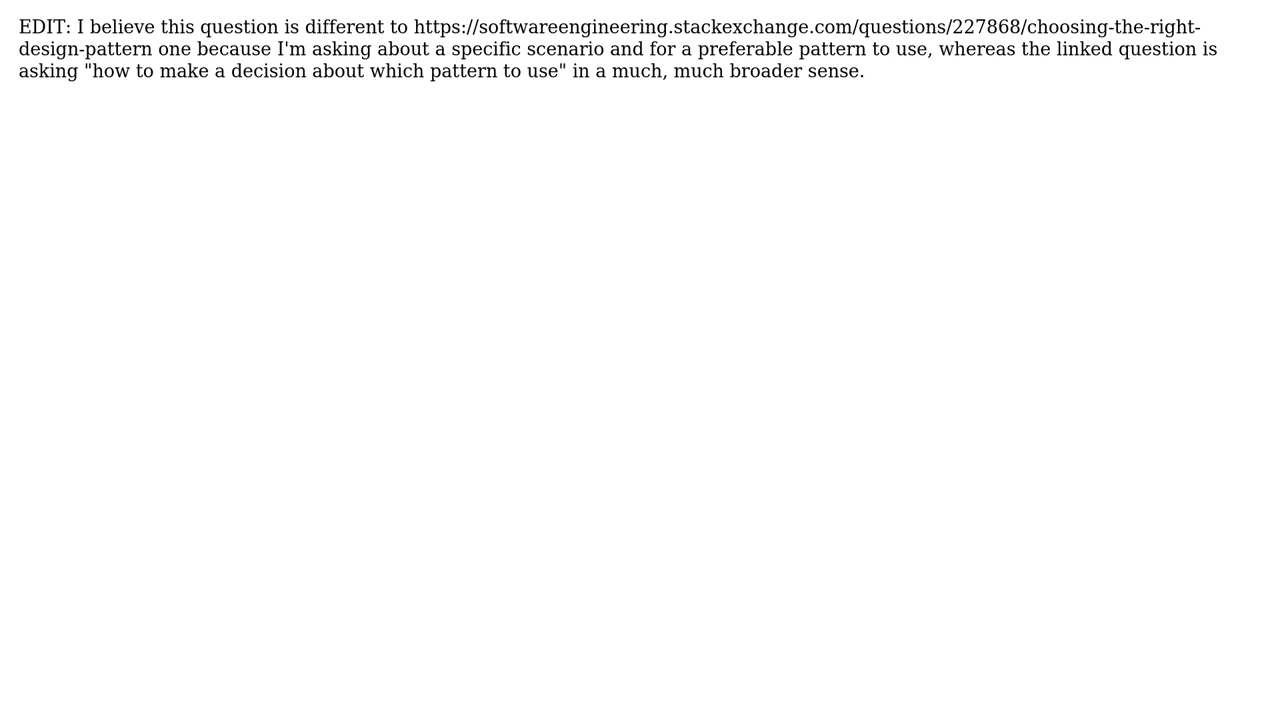 EDIT: I believe this question is different to https://softwareengineering.stackexchange.com/questions/227868/choosing-the-right-
design-pattern one because I'm asking about a specific scenario and for a preferable pattern to use, whereas the linked question is
asking "how to make a decision about which pattern to use" in a much, much broader sense.